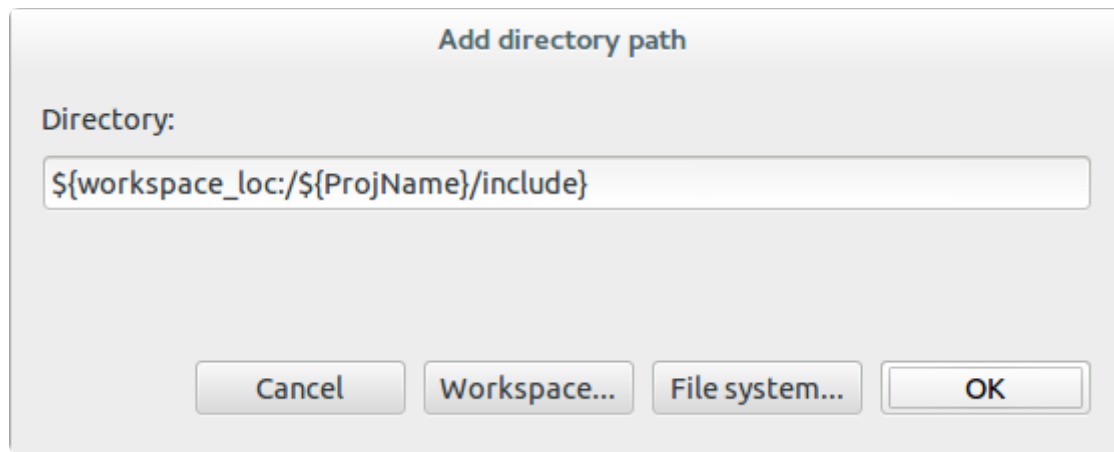 Add directory path
Directory:
${workspace_loc:/${ProjName}/include}
Cancel Workspace... File system... OK